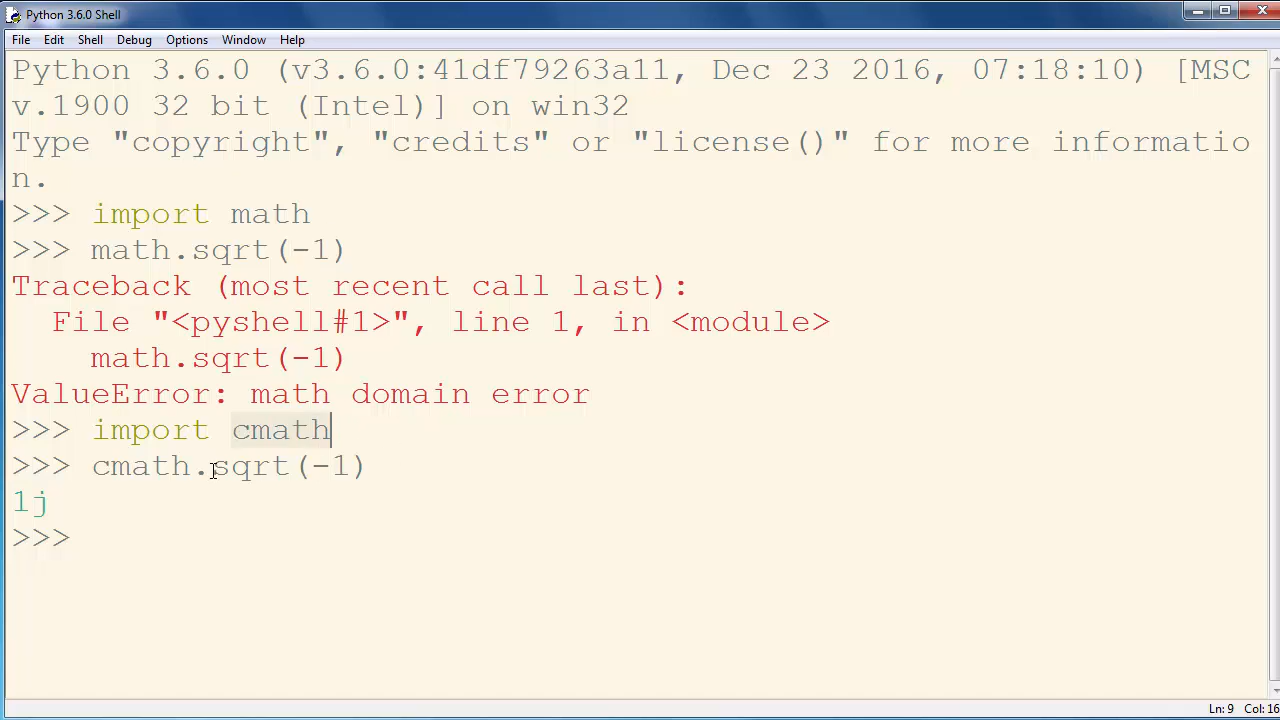 Python 3.6.0 Shell
File Edit Shell Debug Options Window Help
Python 3.6.0 (v3.6.0:41df79263a11, Dec 23 2016, 07:18:10) [MSC
v.1900 32 bit (Intel)] on win32
Type "copyright", "credits" or "license()" for more informatio
n.
>>> import math
>>> math.sqrt(-1)
Traceback (most recent call last):
  File "<pyshell#1>", line 1, in <module>
    math.sqrt(-1)
ValueError: math domain error
>>> import cmath
>>> cmath.sqrt(-1)
1j
>>>
Ln: 9 Col: 16